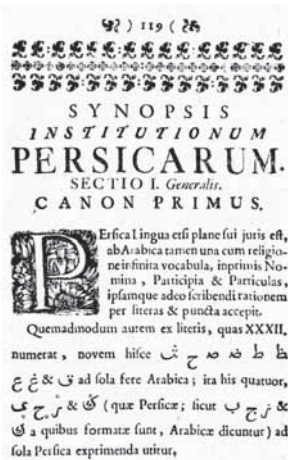 ) 119 (
SYNOPSIS
INSTITUTIONUM
PERSICARUM.
SECTIO I. Generalis.
CANON PRIMUS.
PErsica Lingua etsi plane sui juris est,
ab Arabica tamen una cum religio-
ne infinita vocabula, inprimis No-
mina, Participia & Particulas,
ipsamque adeo scribendi rationem
per literas & puncta accepit.
Quemadmodum autem ex literis, quas XXXII.
numerat, novem hisce ث ح ص ض ط ظ
ع غ & ق ad sola fere Arabica; ita his quatuor,
پ چ ژ & گ (quæ Persicæ; sicut ب ج ز &
ك a quibus formatæ sunt, Arabicæ dicuntur) ad
sola Persica exprimenda utitur,